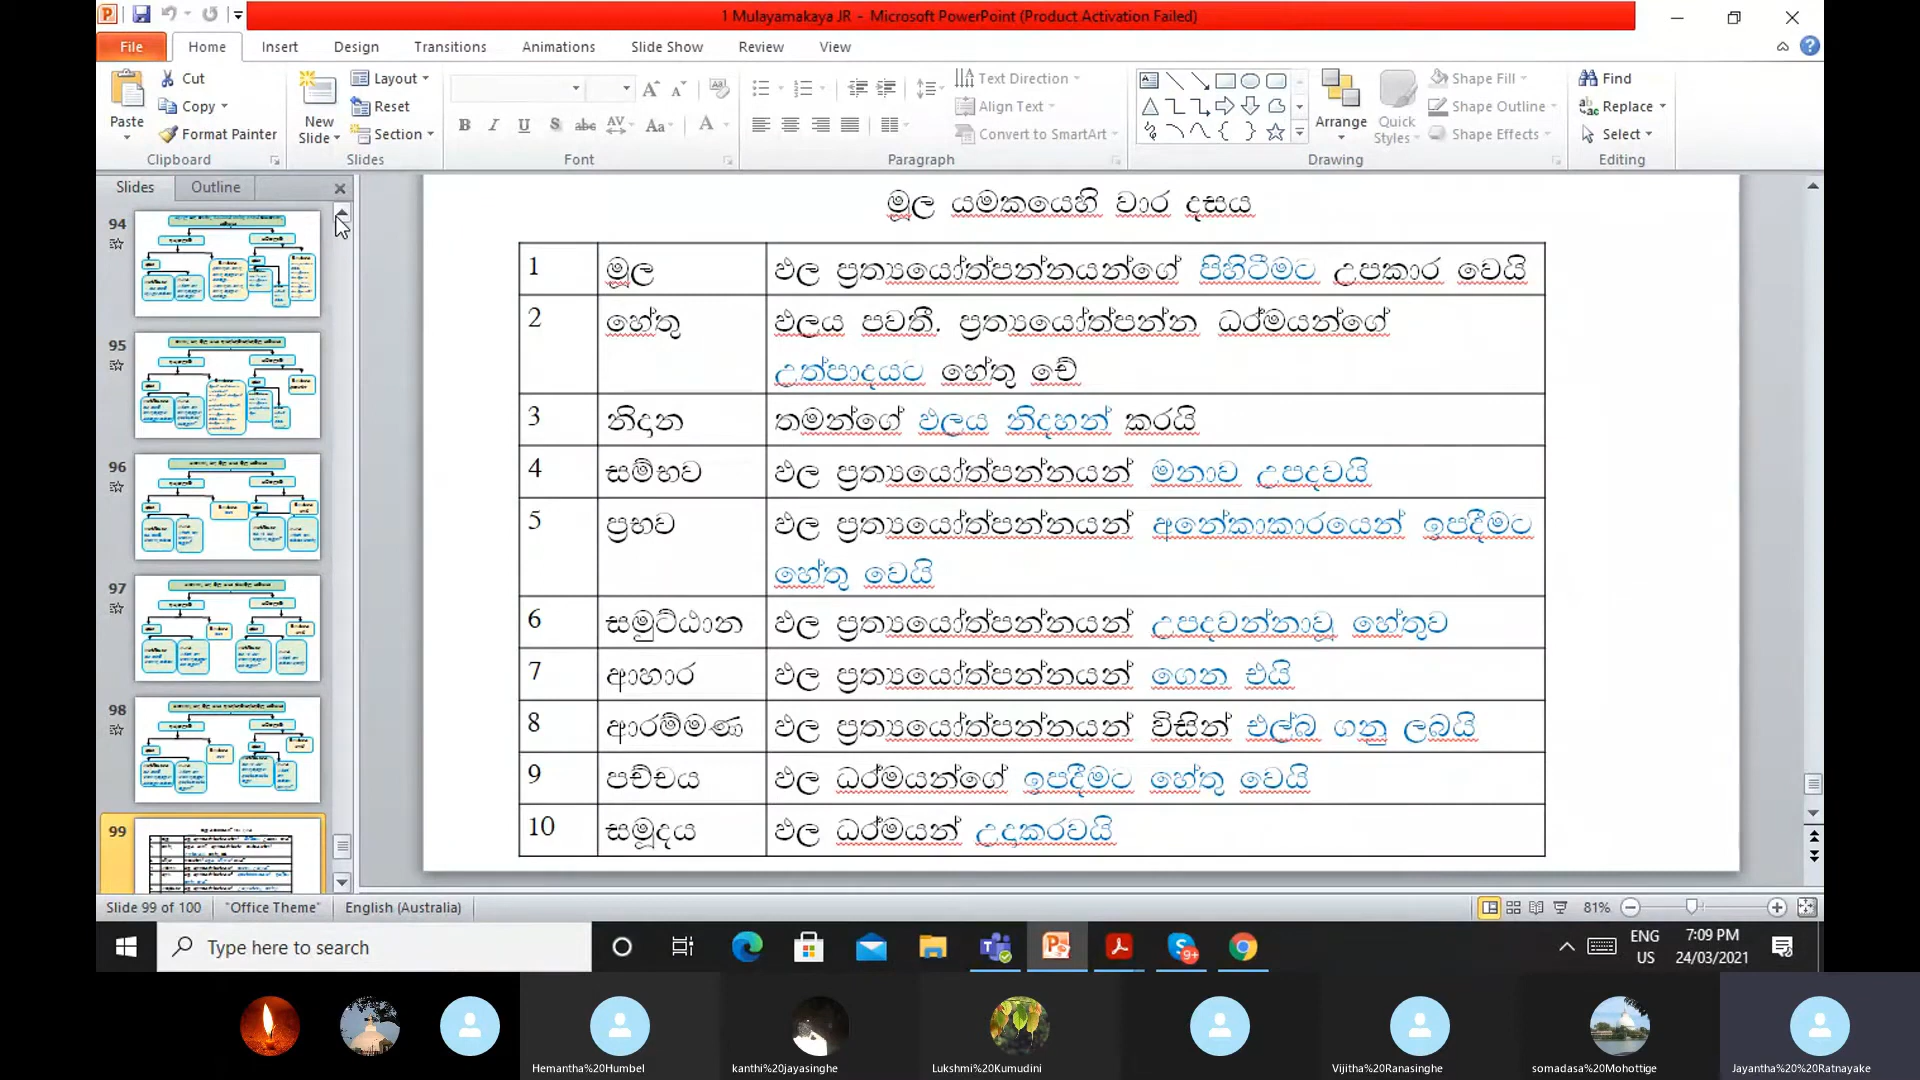 1 Mulayamakaya JR - Microsoft PowerPoint (Product Activation Failed)
File Home Insert Design Transitions Animations Slide Show Review View
Cut
Copy
Format Painter
Paste
Clipboard
New
Slide
Layout
Reset
Section
Slides
Font
Text Direction
Align Text
Convert to SmartArt
Paragraph
Arrange
Quick
Styles
Shape Fill
Shape Outline
Shape Effects
Drawing
Find
Replace
Select
Editing
Slides Outline
94
95
96
97
98
99
මූල යමකයෙහි වාර දසය
1 මූල ඵල ප්‍රත්‍යයෝත්පන්නයන්ගේ පිහිටීමට උපකාර වෙයි
2 හේතු ඵලය පවතී. ප්‍රත්‍යයෝත්පන්න ධර්මයන්ගේ
උත්පාදයට හේතු වේ
3 නිදාන තමන්ගේ ඵලය නිදහන් කරයි
4 සම්භව ඵල ප්‍රත්‍යයෝත්පන්නයන් මනාව උපදවයි
5 ප්‍රභව ඵල ප්‍රත්‍යයෝත්පන්නයන් අනේකාකාරයෙන් ඉපදීමට
හේතු වෙයි
6 සමුට්ඨාන ඵල ප්‍රත්‍යයෝත්පන්නයන් උපදවන්නාවූ හේතුව
7 ආහාර ඵල ප්‍රත්‍යයෝත්පන්නයන් ගෙන එයි
8 ආරම්මණ ඵල ප්‍රත්‍යයෝත්පන්නයන් විසින් එල්බ ගනු ලබයි
9 පච්චය ඵල ධර්මයන්ගේ ඉපදීමට හේතු වෙයි
10 සමූදය ඵල ධර්මයන් උදාකරවයි
Slide 99 of 100 "Office Theme" English (Australia) 81%
Type here to search
ENG
US
7:09 PM
24/03/2021
Hemantha%20Humbel kanthi%20jayasinghe Lukshmi%20Kumudini Vijitha%20Ranasinghe somadasa%20Mohottige Jayantha%20%20Ratnayake